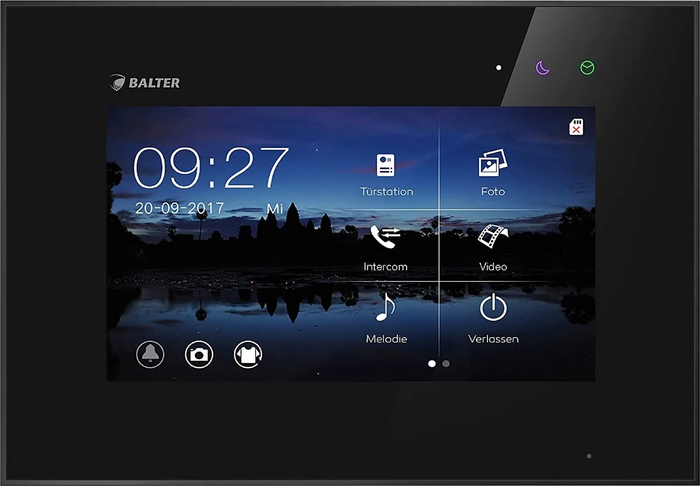 BALTER
09:27
20-09-2017 Mi
Türstation
Foto
Intercom
Video
Melodie
Verlassen